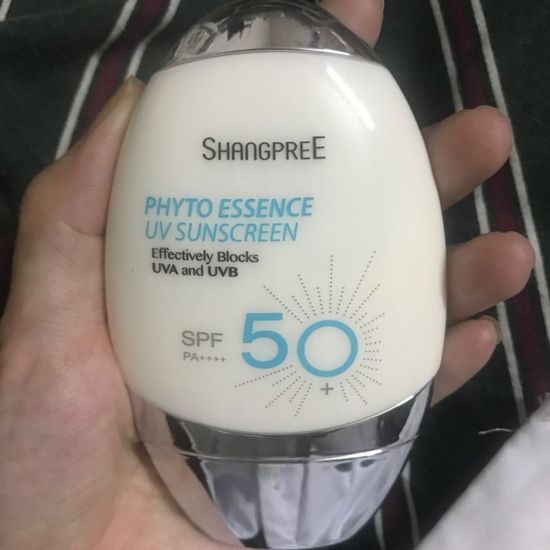 SHANGPREE
PHYTO ESSENCE
UV SUNSCREEN
Effectively Blocks
UVA and UVB
SPF 50
PA++++
+